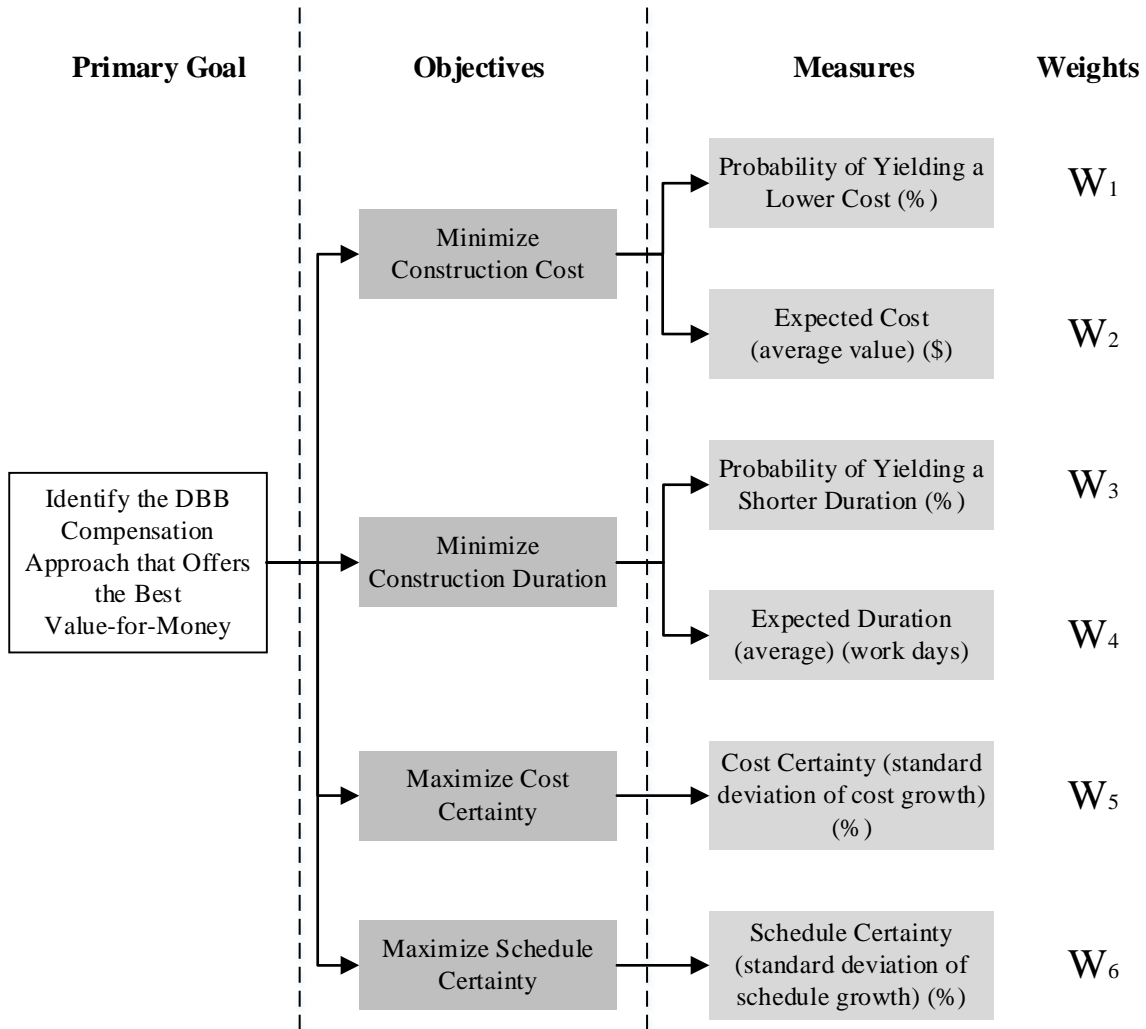 Primary Goal
Objectives
Measures
Weights
Identify the DBB
Compensation
Approach that Offers
the Best
Value-for-Money
Minimize
Construction Cost
Probability of Yielding a
Lower Cost (%)
W1
Expected Cost
(average value) ($)
W2
Minimize
Construction Duration
Probability of Yielding a
Shorter Duration (%)
W3
Expected Duration
(average) (work days)
W4
Maximize Cost
Certainty
Cost Certainty (standard
deviation of cost growth)
(%)
W5
Maximize Schedule
Certainty
Schedule Certainty
(standard deviation of
schedule growth) (%)
W6